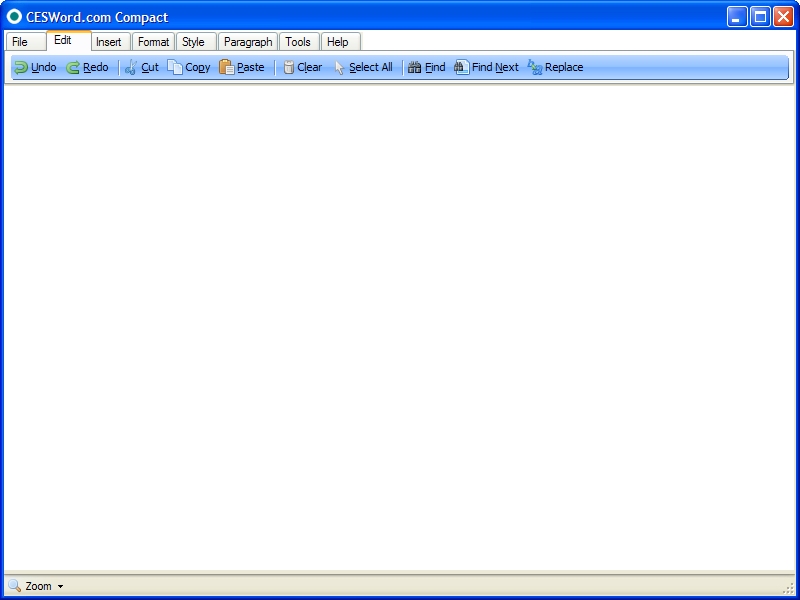 CESWord.com Compact
File Edit Insert Format Style Paragraph Tools Help
Undo Redo Cut Copy Paste Clear Select All Find Find Next Replace
Zoom